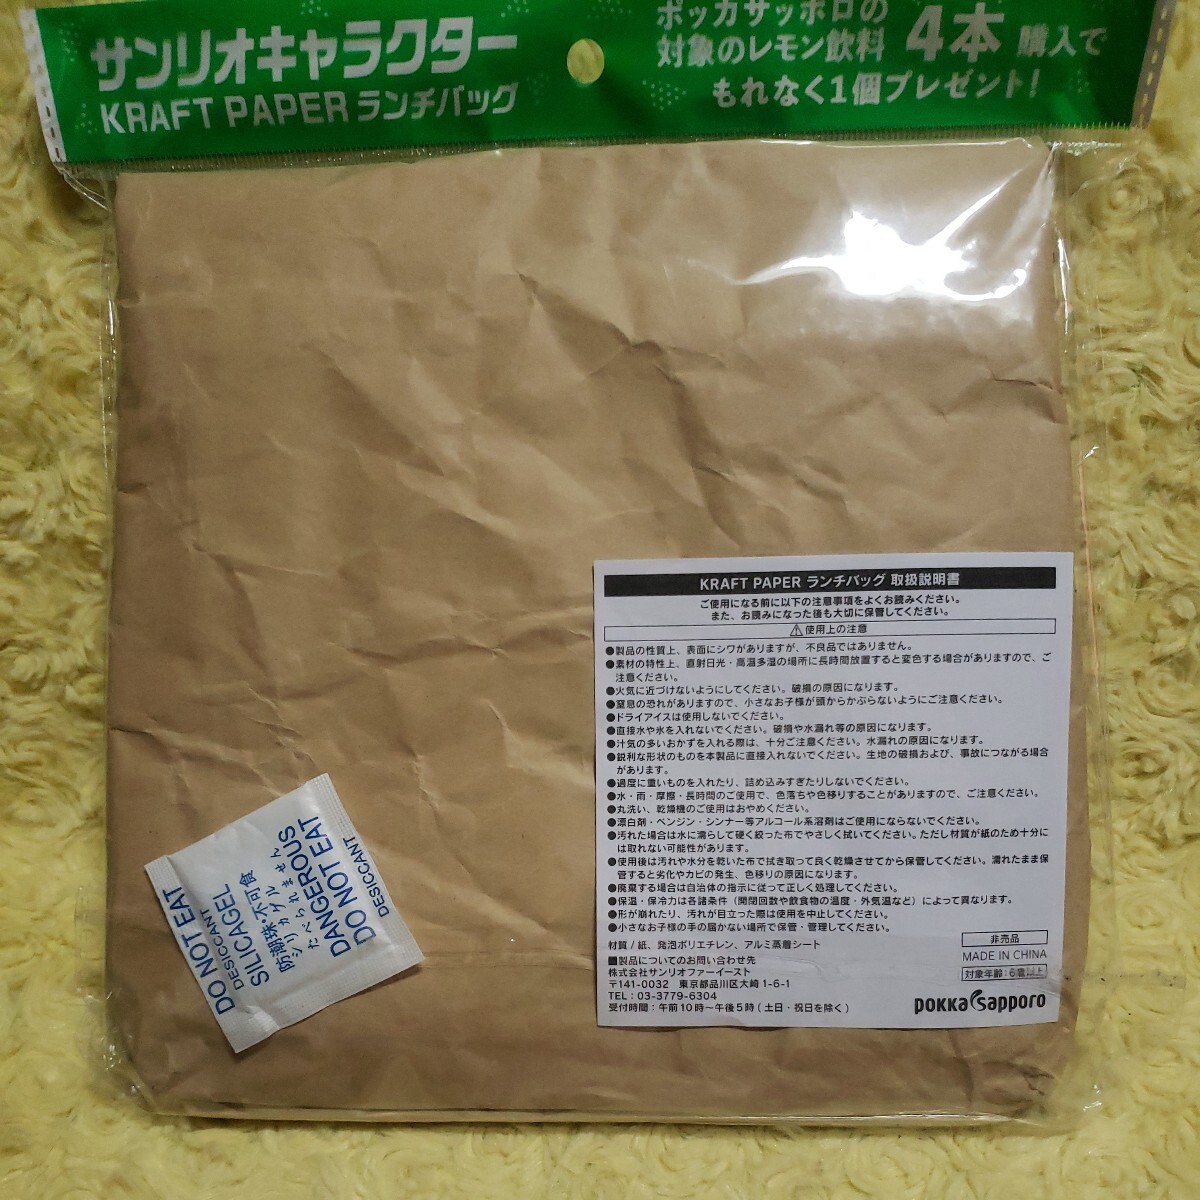 サンリオキャラクター
KRAFT PAPER ランチバッグ
ポッカサッポロの
対象のレモン飲料 4本 購入で
もれなく1個プレゼント!
KRAFT PAPER ランチバッグ 取扱説明書
ご使用になる前に以下の注意事項をよくお読みください。
また、お読みになった後も大切に保管してください。
⚠使用上の注意
●製品の性質上、表面にシワがありますが、不良品ではありません。
●素材の特性上、直射日光・高温多湿の場所に長時間放置すると変色する場合がありますので、ご
注意ください。
●火気に近づけないようにしてください。破損の原因になります。
●窒息の恐れがありますので、小さなお子様が頭からかぶらないようにご注意ください。
●ドライアイスは使用しないでください。
●直接水や氷を入れないでください。破損や水漏れ等の原因になります。
●汁気の多いおかずを入れる際は、十分ご注意ください。水漏れの原因になります。
●鋭利な形状のものを本製品に直接入れないでください。生地の破損および、事故につながる場合
があります。
●過度に重いものを入れたり、詰め込みすぎたりしないでください。
●水・雨・摩擦・長時間のご使用で、色落ちや色移りすることがありますので、ご注意ください。
●丸洗い、乾燥機のご使用はおやめください。
●漂白剤・ベンジン・シンナー等アルコール系溶剤はご使用にならないでください。
●汚れた場合は水に濡らして硬く絞った布でやさしく拭いてください。ただし材質が紙のため十分に
は取れない可能性があります。
●使用後は汚れや水分を乾いた布で拭き取って良く乾燥させてから保管してください。濡れたまま保
管すると劣化やカビの発生、色移りの原因になります。
●廃棄する場合は自治体の指示に従って正しく処理してください。
●保温・保冷力は各諸条件(開閉回数や飲食物の温度・外気温など)によって異なります。
●形が崩れたり、汚れが目立った際は使用を中止してください。
●小さなお子様の手の届かない場所で保管・管理してください。
材質/紙、発泡ポリエチレン、アルミ蒸着シート
■製品についてのお問い合わせ先
株式会社サンリオファーイースト
〒141-0032 東京都品川区大崎1-6-1
TEL:03-3779-6304
受付時間:午前10時～午後5時(土日・祝日を除く)
非売品
MADE IN CHINA
対象年齢:6歳以上
pokka sapporo
DO NOT EAT
DESICCANT
SILICAGEL
防潮珠・不可食
シリカゲル
たべられません
DANGEROUS
DO NOT EAT
DESICCANT